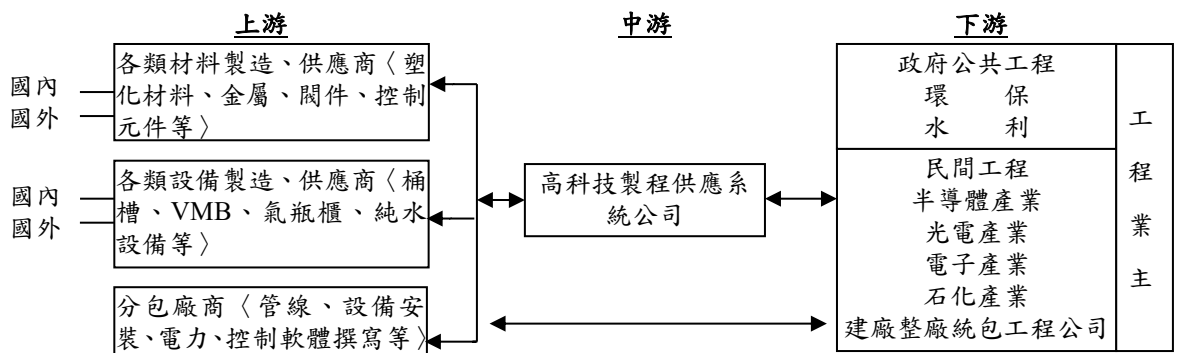 上游
中游
下游
國內
國外
各類材料製造、供應商〈塑
化材料、金屬、閥件、控制
元件等〉
國內
國外
各類設備製造、供應商〈桶
槽、VMB、氣瓶櫃、純水
設備等〉
分包廠商〈管線、設備安
裝、電力、控制軟體撰寫等〉
高科技製程供應系
統公司
政府公共工程
環 保
水 利
民間工程
半導體產業
光電產業
電子產業
石化產業
建廠整廠統包工程公司
工
程
業
主